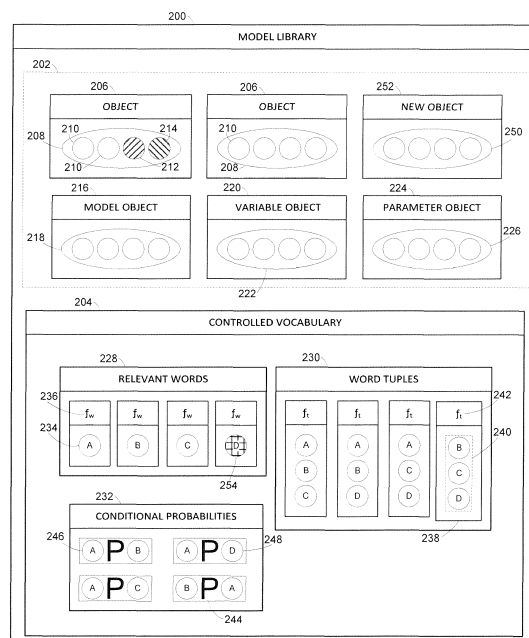 200
MODEL LIBRARY
202
206 206 252
OBJECT OBJECT NEW OBJECT
210 214 210
208 250
210 212 208
216 220 224
MODEL OBJECT VARIABLE OBJECT PARAMETER OBJECT
218 226
222
204
CONTROLLED VOCABULARY
228 230
RELEVANT WORDS WORD TUPLES
236 fw fw fw fw ft ft ft ft 242
234 A B C D
A A A B 240
B B C C
C D D D
254
232 238
CONDITIONAL PROBABILITIES
246 A P B A P D 248
A P C B P A
244